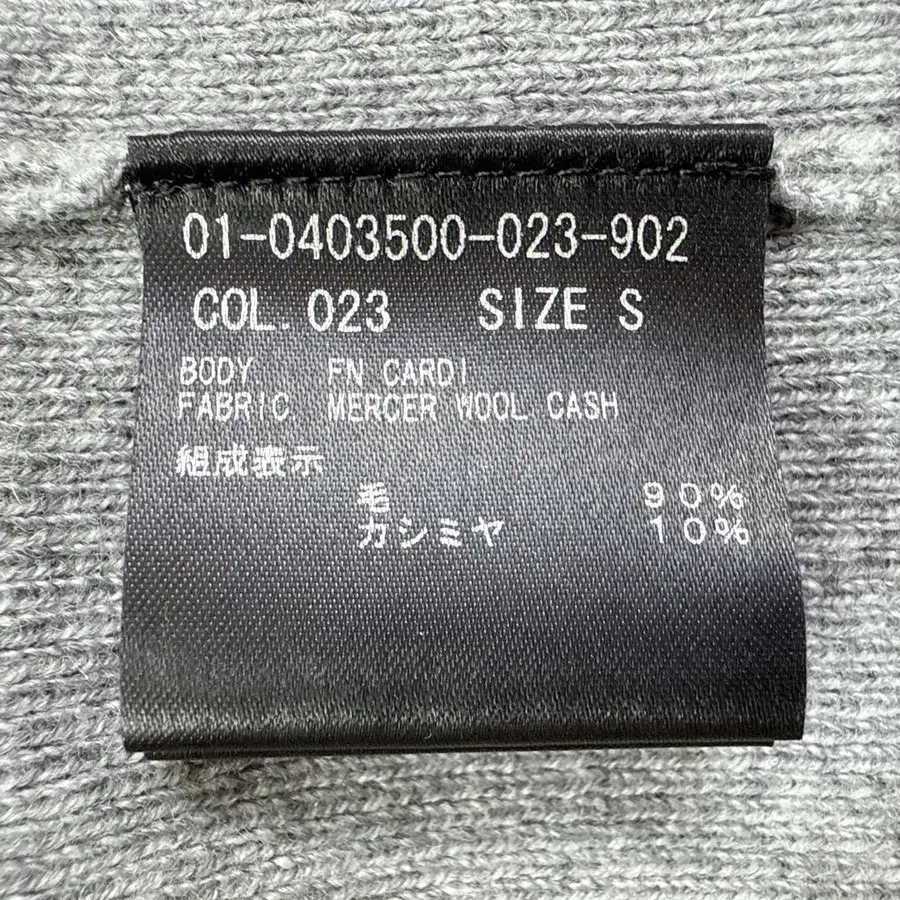 01-0403500-023-902
COL. 023 SIZE S
BODY FN CARDI
FABRIC MERCER WOOL CASH
組成表示
毛 90%
カシミヤ 10%